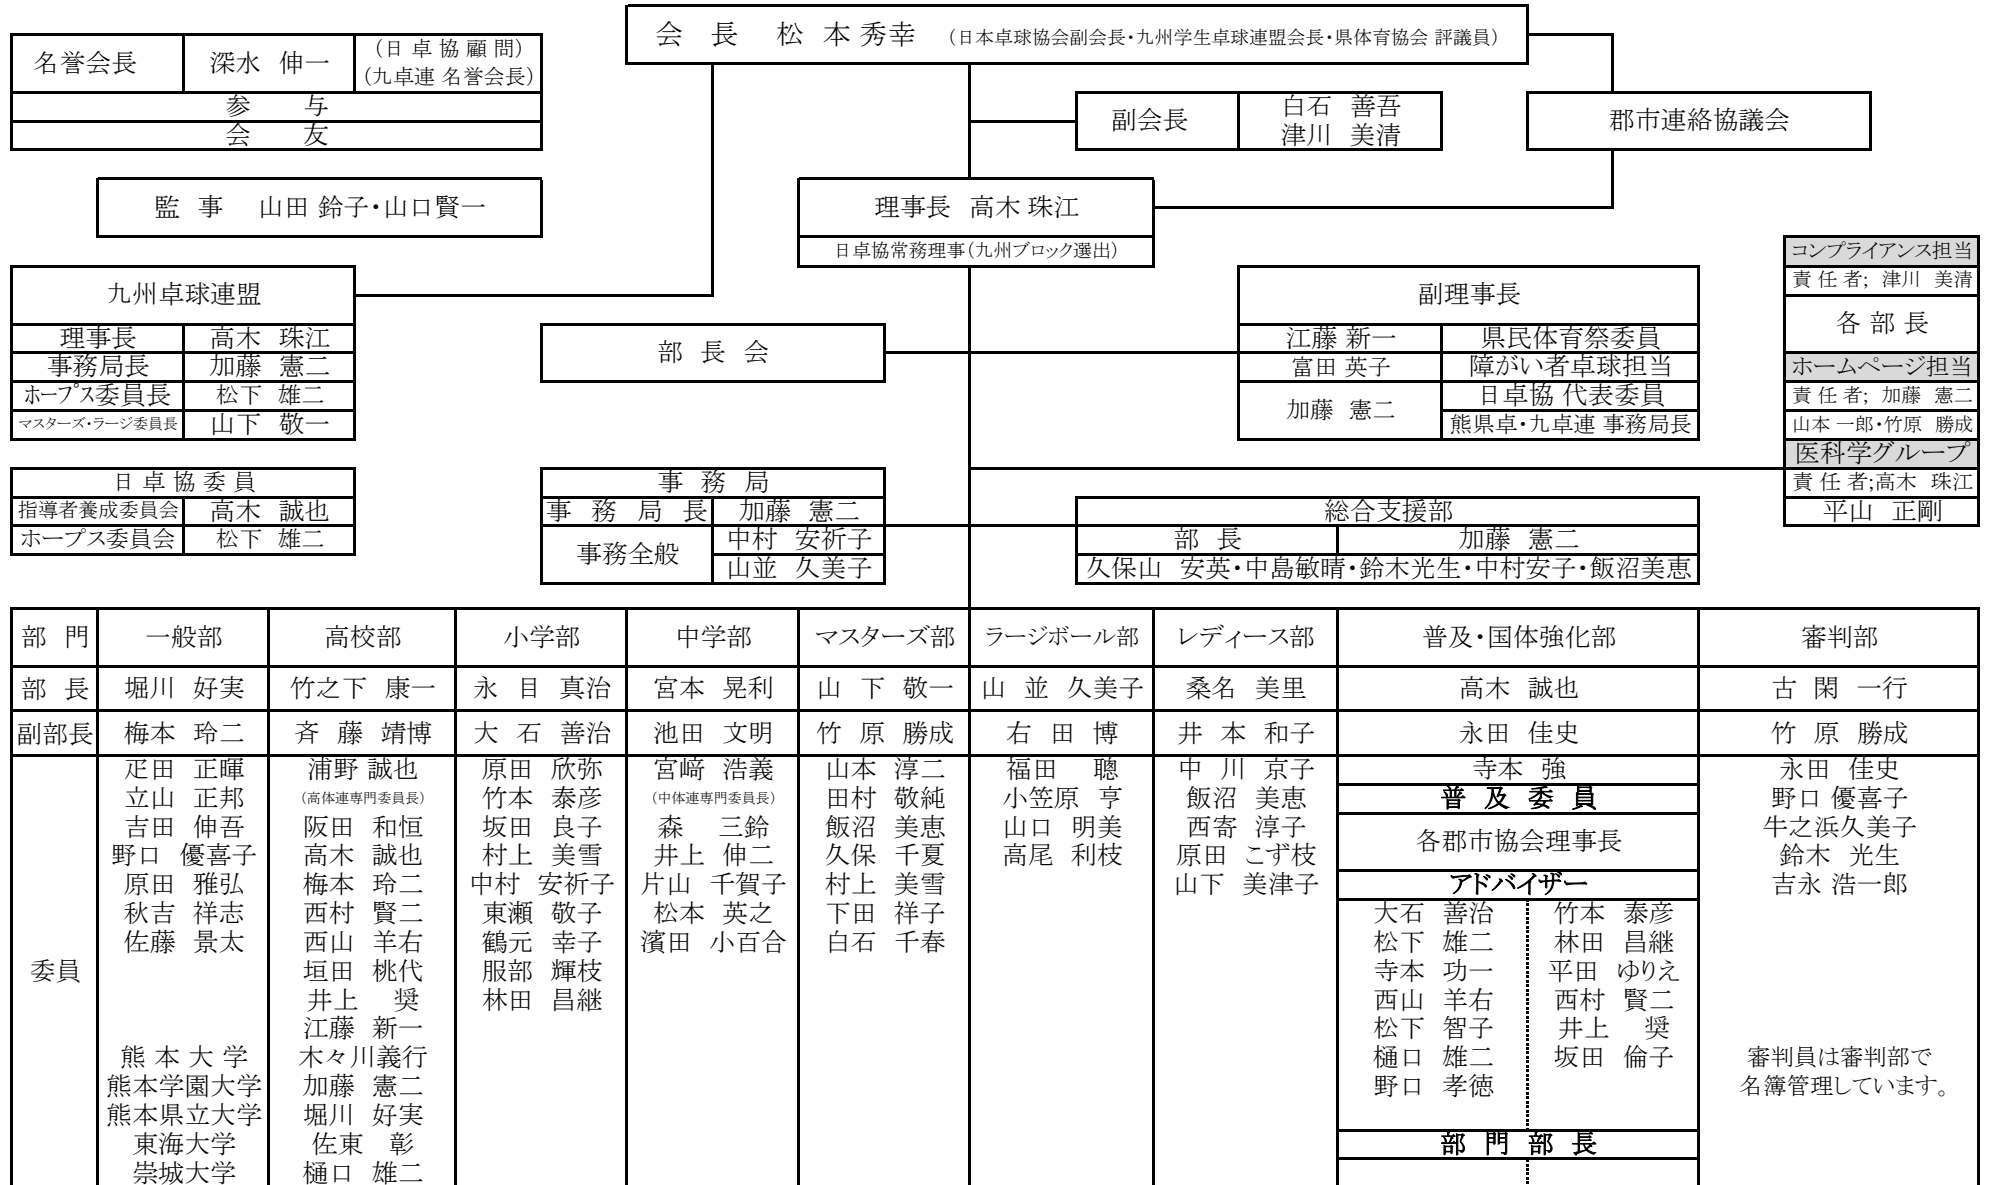 会 長 松 本 秀幸 (日本卓球協会副会長・九州学生卓球連盟会長・県体育協会 評議員)
名誉会長 深水 伸一 (日 卓 協 顧 問)
(九卓連 名誉会長)
参 与
会 友
副会長 白石 善吾
津川 美清
郡市連絡協議会
監 事 山田 鈴子・山口賢一
理事長 高木 珠江
日卓協常務理事(九州ブロック選出)
九州卓球連盟
理事長 高木 珠江
事務局長 加藤 憲二
ホープス委員長 松下 雄二
マスターズ・ラージ委員長 山下 敬一
部 長 会
副理事長
江藤 新一 県民体育祭委員
富田 英子 障がい者卓球担当
加藤 憲二 日卓協 代表委員
熊県卓・九卓連 事務局長
コンプライアンス担当
責 任 者; 津川 美清
各 部 長
ホームページ担当
責 任 者; 加藤 憲二
山本 一郎・竹原 勝成
医科学グループ
責 任 者;高木 珠江
平山 正剛
日 卓 協 委 員
指導者養成委員会 高木 誠也
ホープス委員会 松下 雄二
事 務 局
事 務 局 長 加藤 憲二
事務全般 中村 安祈子
山並 久美子
総合支援部
部 長 加藤 憲二
久保山 安英・中島敏晴・鈴木光生・中村安子・飯沼美恵
部 門 一般部 高校部 小学部 中学部 マスターズ部 ラージボール部 レディース部 普及・国体強化部 審判部
部 長 堀川 好実 竹之下 康一 永 目 真治 宮本 晃利 山 下 敬一 山 並 久美子 桑名 美里 高木 誠也 古 閑 一行
副部長 梅本 玲二 斉 藤 靖博 大 石 善治 池田 文明 竹 原 勝成 右 田 博 井 本 和子 永田 佳史 竹 原 勝成
委員
疋田 正暉
立山 正邦
吉田 伸吾
野口 優喜子
原田 雅弘
秋吉 祥志
佐藤 景太
熊 本 大 学
熊本学園大学
熊本県立大学
東海大学
崇城大学
浦野 誠也
(高体連専門委員長)
阪田 和恒
高木 誠也
梅本 玲二
西村 賢二
西山 羊右
垣田 桃代
井上 奨
江藤 新一
木々川義行
加藤 憲二
堀川 好実
佐東 彰
樋口 雄二
原田 欣弥
竹本 泰彦
坂田 良子
村上 美雪
中村 安祈子
東瀬 敬子
鶴元 幸子
服部 輝枝
林田 昌継
宮﨑 浩義
(中体連専門委員長)
森 三鈴
井上 伸二
片山 千賀子
松本 英之
濱田 小百合
山本 淳二
田村 敬純
飯沼 美恵
久保 千夏
村上 美雪
下田 祥子
白石 千春
福田 聰
小笠原 亨
山口 明美
高尾 利枝
中 川 京子
飯沼 美恵
西寄 淳子
原田 こず枝
山下 美津子
寺本 強
普 及 委 員
各郡市協会理事長
アドバイザー
大石 善治 竹本 泰彦
松下 雄二 林田 昌継
寺本 功一 平田 ゆりえ
西山 羊右 西村 賢二
松下 智子 井上 奨
樋口 雄二 坂田 倫子
野口 孝徳
部 門 部 長
永田 佳史
野口 優喜子
牛之浜久美子
鈴木 光生
吉永 浩一郎
審判員は審判部で
名簿管理しています。